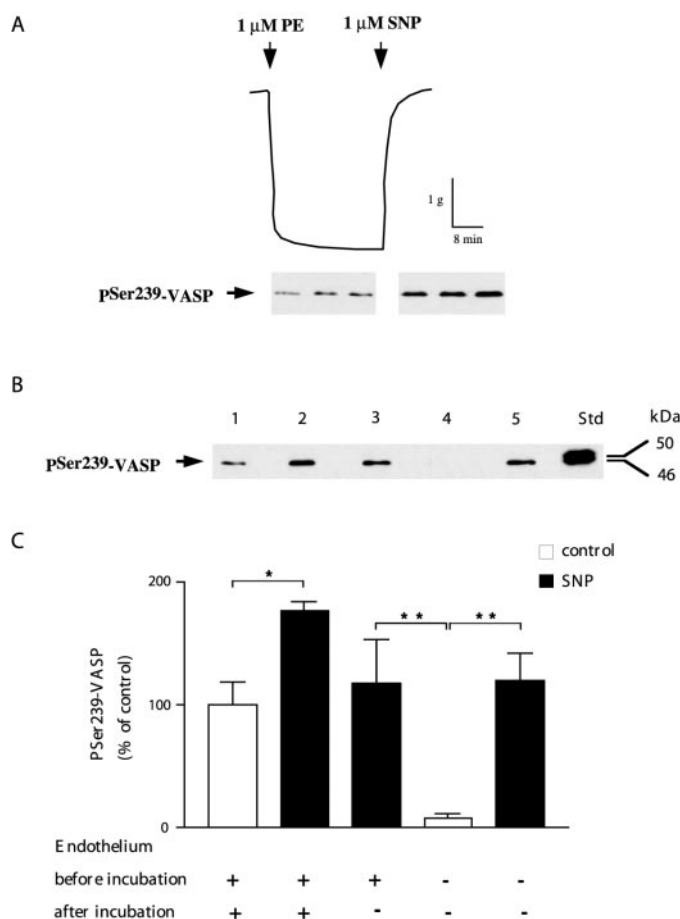 A
1 µM PE 1 µM SNP
1 g
8 min
PSer239-VASP
B
1 2 3 4 5 Std kDa
50
PSer239-VASP
46
C
control
SNP
* ** **
200
100
0
PSer239-VASP
(% of control)
Endothelium
before incubation + + + - -
after incubation + + - - -